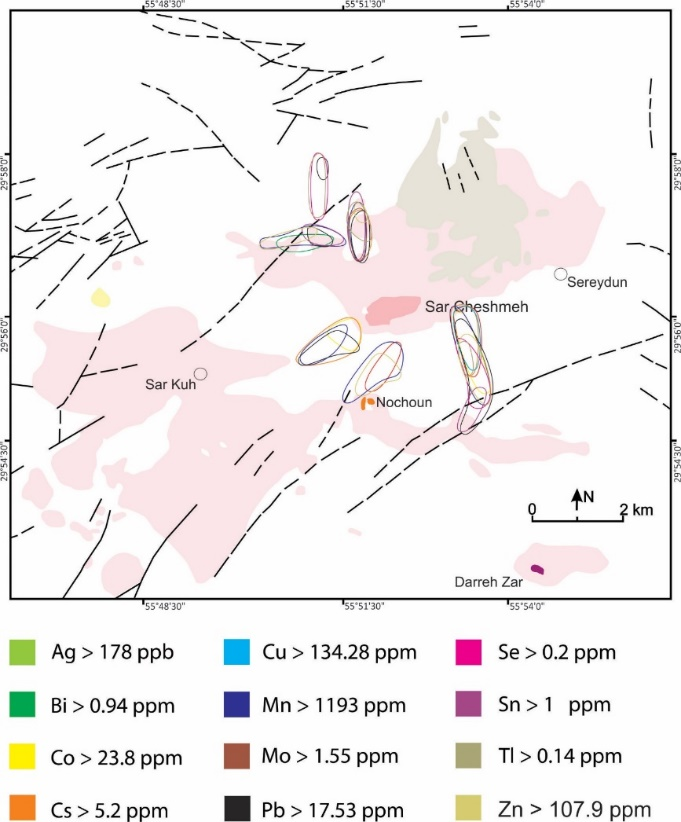 55°48'30" 55°51'30" 55°54'0"
29°58'0" 29°58'0"
Sereydun
Sar Cheshmeh
29°56'0" 29°56'0"
Sar Kuh
Nochoun
29°54'30" 29°54'30"
N
0 2 km
Darreh Zar
55°48'30" 55°51'30" 55°54'0"
Ag > 178 ppb Cu > 134.28 ppm Se > 0.2 ppm
Bi > 0.94 ppm Mn > 1193 ppm Sn > 1 ppm
Co > 23.8 ppm Mo > 1.55 ppm Tl > 0.14 ppm
Cs > 5.2 ppm Pb > 17.53 ppm Zn > 107.9 ppm